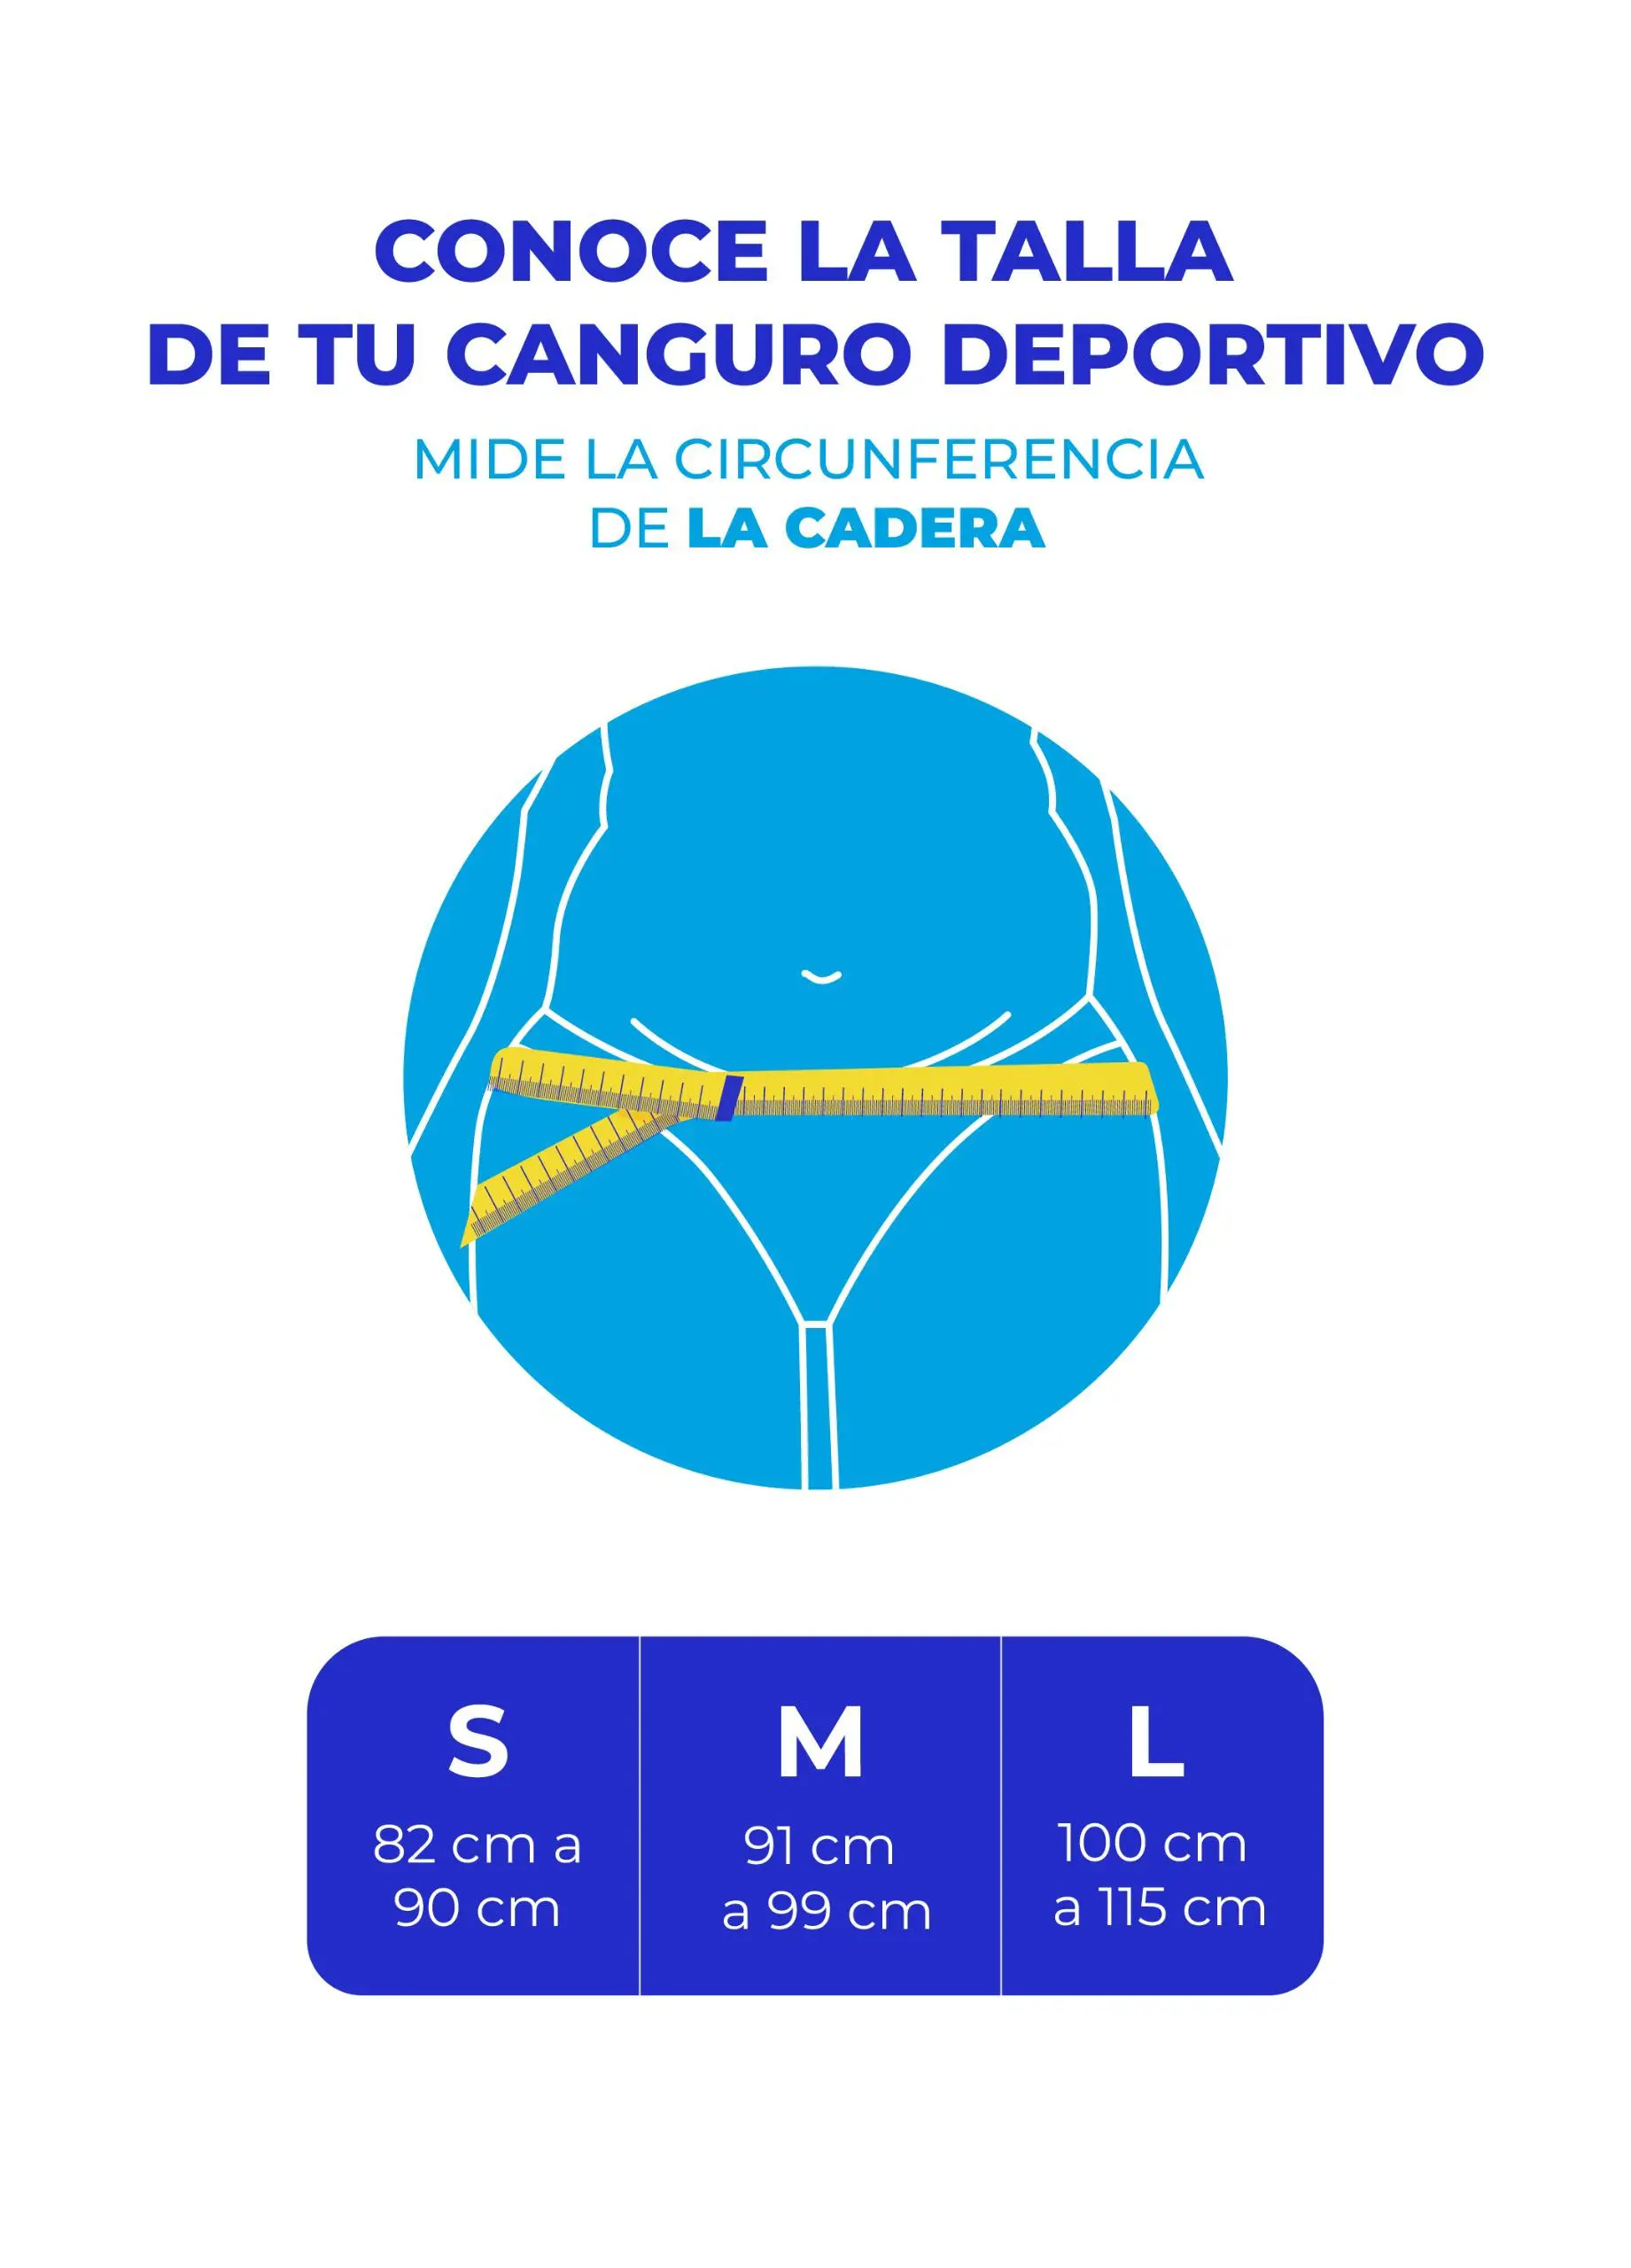 CONOCE LA TALLA
DE TU CANGURO DEPORTIVO
MIDE LA CIRCUNFERENCIA
DE LA CADERA
S
82 cm a
90 cm
M
91 cm
a 99 cm
L
100 cm
a 115 cm